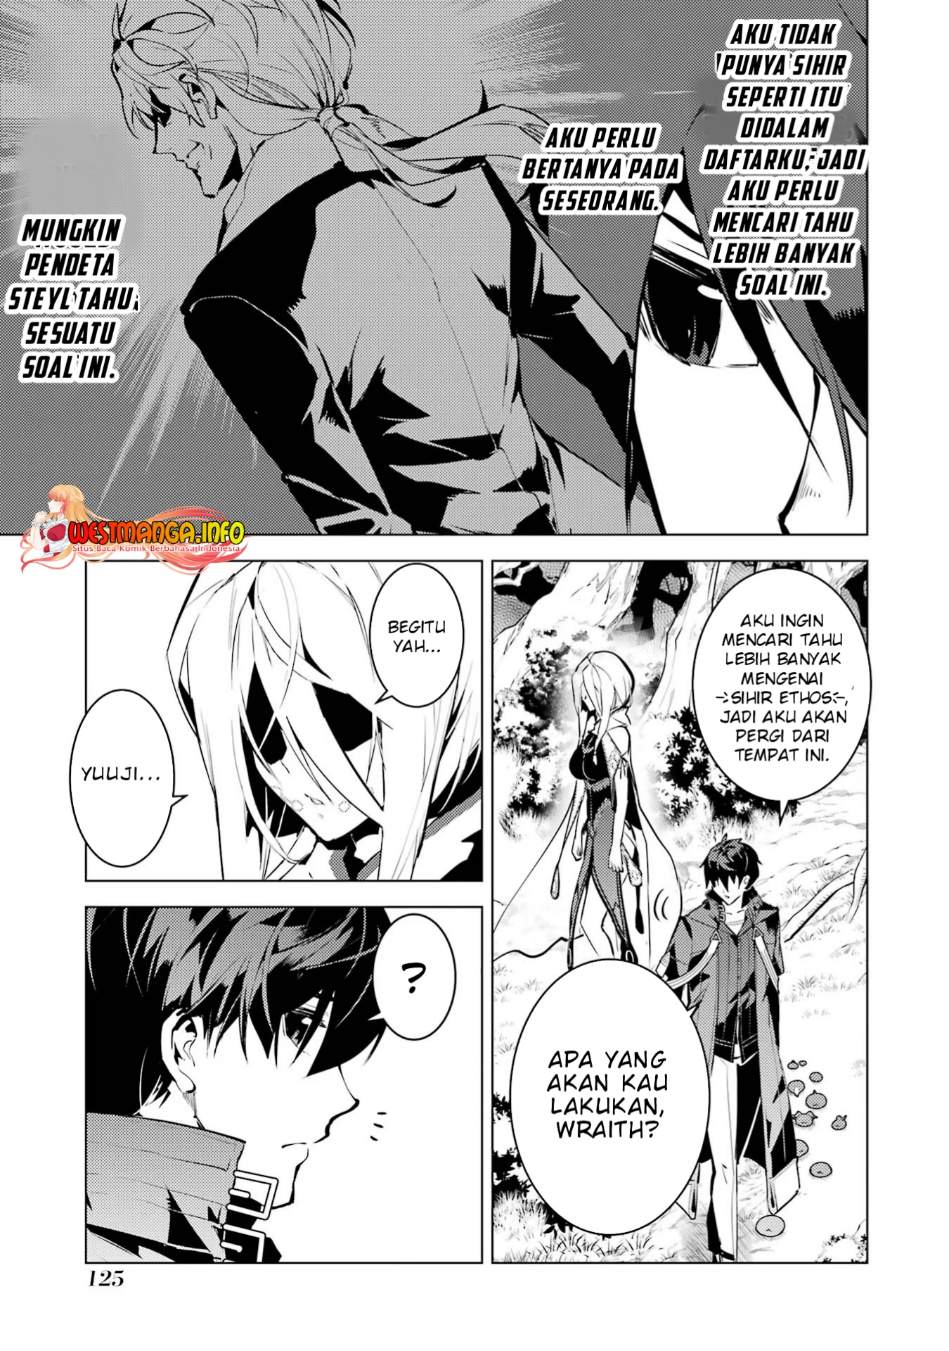 AKU TIDAK
PUNYA SIHIR
SEPERTI ITU
DIDALAM
DAFTARKU, JADI
AKU PERLU
MENCARI TAHU
LEBIH BANYAK
SOAL INI.
AKU PERLU
BERTANYA PADA
SESEORANG.
MUNGKIN
PENDETA
STEYL TAHU
SESUATU
SOAL INI.
WESTMANGA.INFO
Situs Baca Komik Berbahasa Indonesia
AKU INGIN
MENCARI TAHU
LEBIH BANYAK
MENGENAI
->SIHIR ETHOS<-,
JADI AKU AKAN
PERGI DARI
TEMPAT INI.
APA YANG
AKAN KAU
LAKUKAN,
WRAITH?
BEGITU
YAH...
YUUJI...
?
125